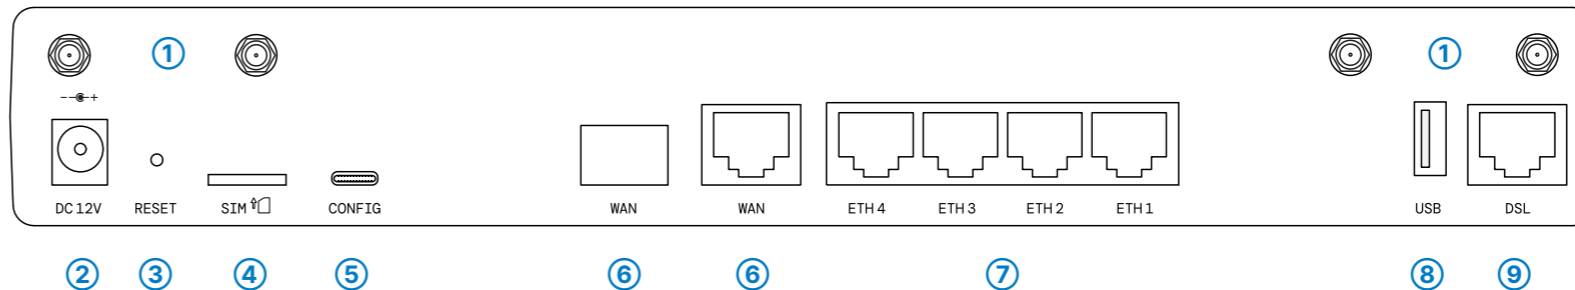 ① ①
DC 12V RESET SIM CONFIG WAN WAN ETH 4 ETH 3 ETH 2 ETH 1 USB DSL
② ③ ④ ⑤ ⑥ ⑥ ⑦ ⑧ ⑨